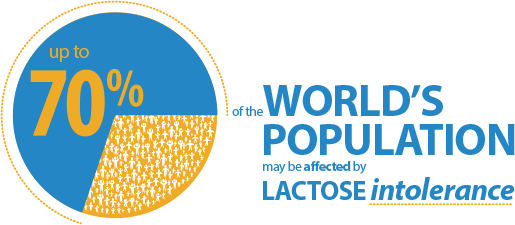 up to
70%
of the WORLD'S
POPULATION
may be affected by
LACTOSE intolerance